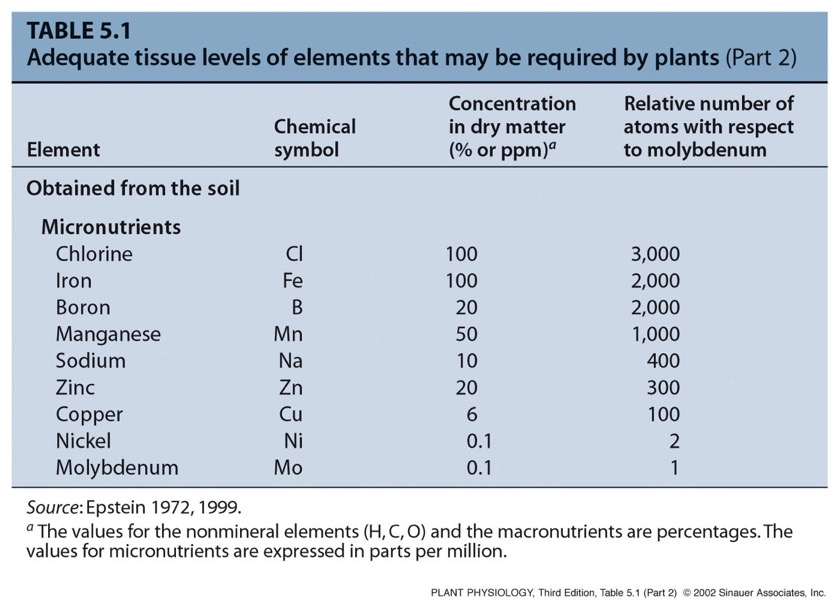 TABLE 5.1
Adequate tissue levels of elements that may be required by plants (Part 2)
Element Chemical symbol Concentration in dry matter (% or ppm)a Relative number of atoms with respect to molybdenum
Obtained from the soil
Micronutrients
Chlorine Cl 100 3,000
Iron Fe 100 2,000
Boron B 20 2,000
Manganese Mn 50 1,000
Sodium Na 10 400
Zinc Zn 20 300
Copper Cu 6 100
Nickel Ni 0.1 2
Molybdenum Mo 0.1 1
Source: Epstein 1972, 1999.
a The values for the nonmineral elements (H, C, O) and the macronutrients are percentages. The
values for micronutrients are expressed in parts per million.
PLANT PHYSIOLOGY, Third Edition, Table 5.1 (Part 2) © 2002 Sinauer Associates, Inc.